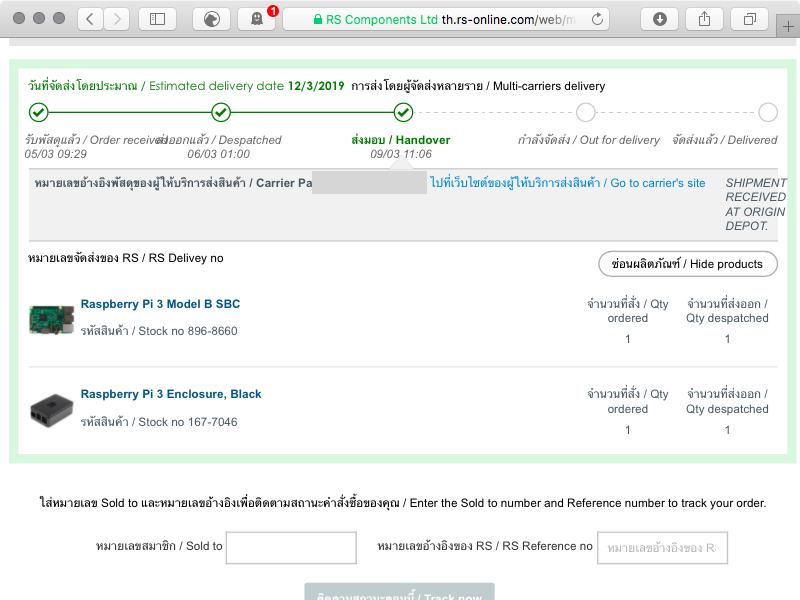 1
RS Components Ltd th.rs-online.com/web/m
วันที่จัดส่งโดยประมาณ / Estimated delivery date 12/3/2019 การส่งโดยผู้จัดส่งหลายราย / Multi-carriers delivery
รับพัสดุแล้ว / Order received
05/03 09:29
ส่งออกแล้ว / Despatched
06/03 01:00
ส่งมอบ / Handover
09/03 11:06
กำลังจัดส่ง / Out for delivery
จัดส่งแล้ว / Delivered
หมายเลขอ้างอิงพัสดุของผู้ให้บริการส่งสินค้า / Carrier Pa
ไปที่เว็บไซต์ของผู้ให้บริการส่งสินค้า / Go to carrier's site
SHIPMENT
RECEIVED
AT ORIGIN
DEPOT.
หมายเลขจัดส่งของ RS / RS Delivey no
ซ่อนผลิตภัณฑ์ / Hide products
Raspberry Pi 3 Model B SBC
รหัสสินค้า / Stock no 896-8660
จำนวนที่สั่ง / Qty
ordered
1
จำนวนที่ส่งออก /
Qty despatched
1
Raspberry Pi 3 Enclosure, Black
รหัสสินค้า / Stock no 167-7046
จำนวนที่สั่ง / Qty
ordered
1
จำนวนที่ส่งออก /
Qty despatched
1
ใส่หมายเลข Sold to และหมายเลขอ้างอิงเพื่อติดตามสถานะคำสั่งซื้อของคุณ / Enter the Sold to number and Reference number to track your order.
หมายเลขสมาชิก / Sold to
หมายเลขอ้างอิงของ RS / RS Reference no
หมายเลขอ้างอิงของ RS
ติดตามสถานะตอนนี้ / Track now